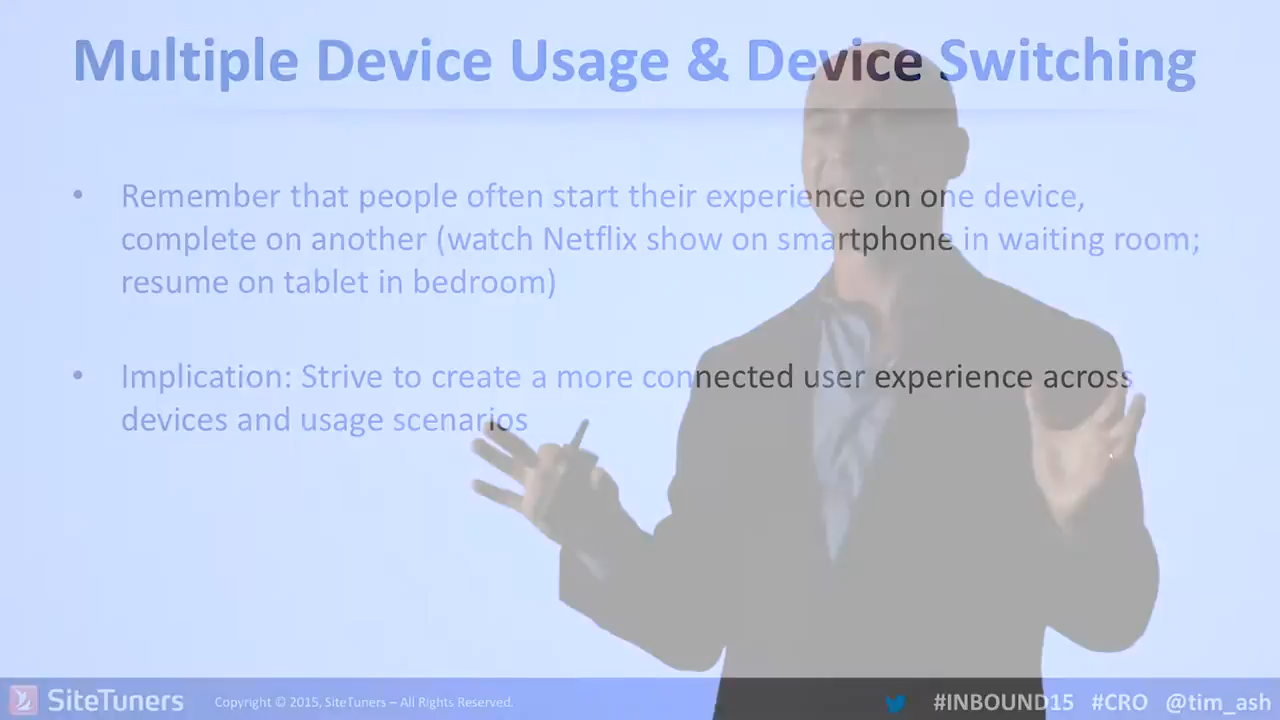 Multiple Device Usage & Device Switching
• Remember that people often start their experience on one device,
complete on another (watch Netflix show on smartphone in waiting room;
resume on tablet in bedroom)
• Implication: Strive to create a more connected user experience across
devices and usage scenarios
SiteTuners Copyright © 2015, SiteTuners – All Rights Reserved. #INBOUND15 #CRO @tim_ash